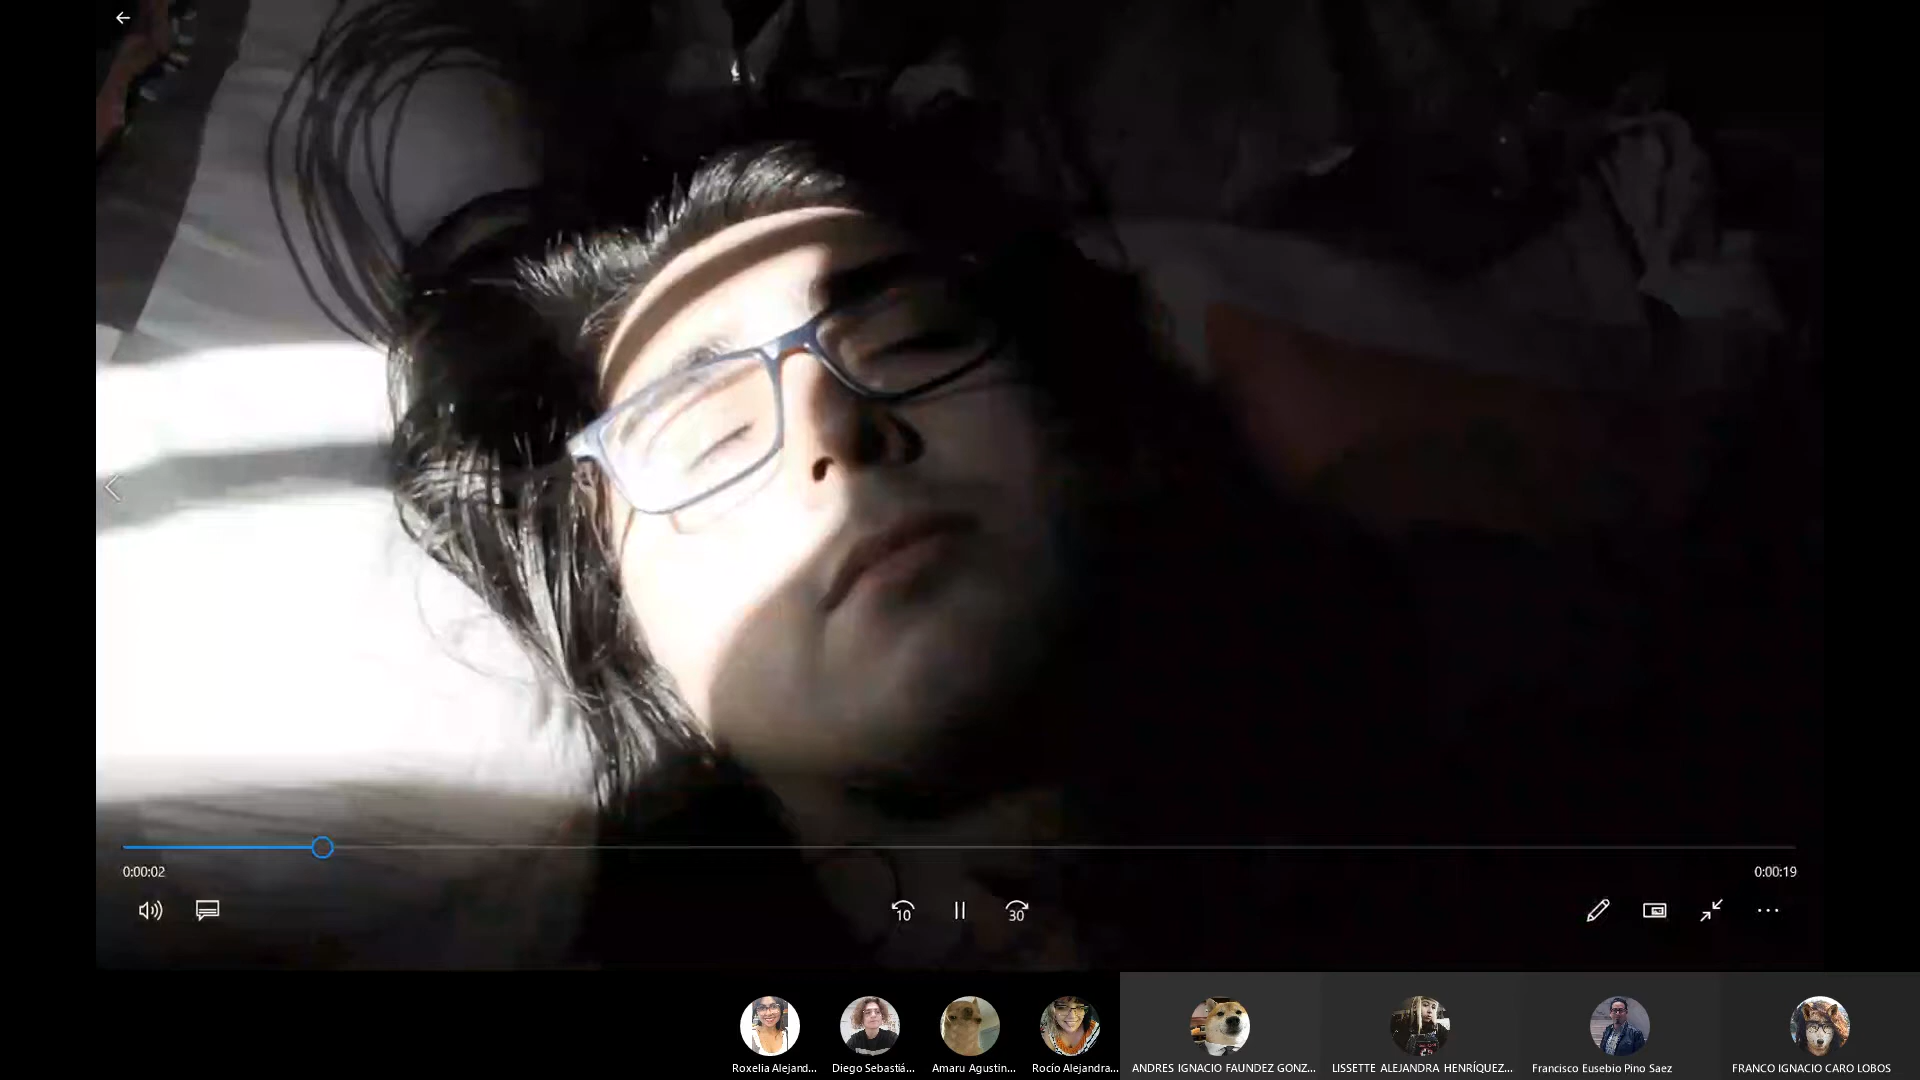 0:00:02
0:00:19
10
30
Roxelia Alejand...
Diego Sebastiá...
Amaru Agustin...
Rocío Alejandra...
ANDRES IGNACIO FAUNDEZ GONZ...
LISSETTE ALEJANDRA HENRÍQUEZ...
Francisco Eusebio Pino Saez
FRANCO IGNACIO CARO LOBOS